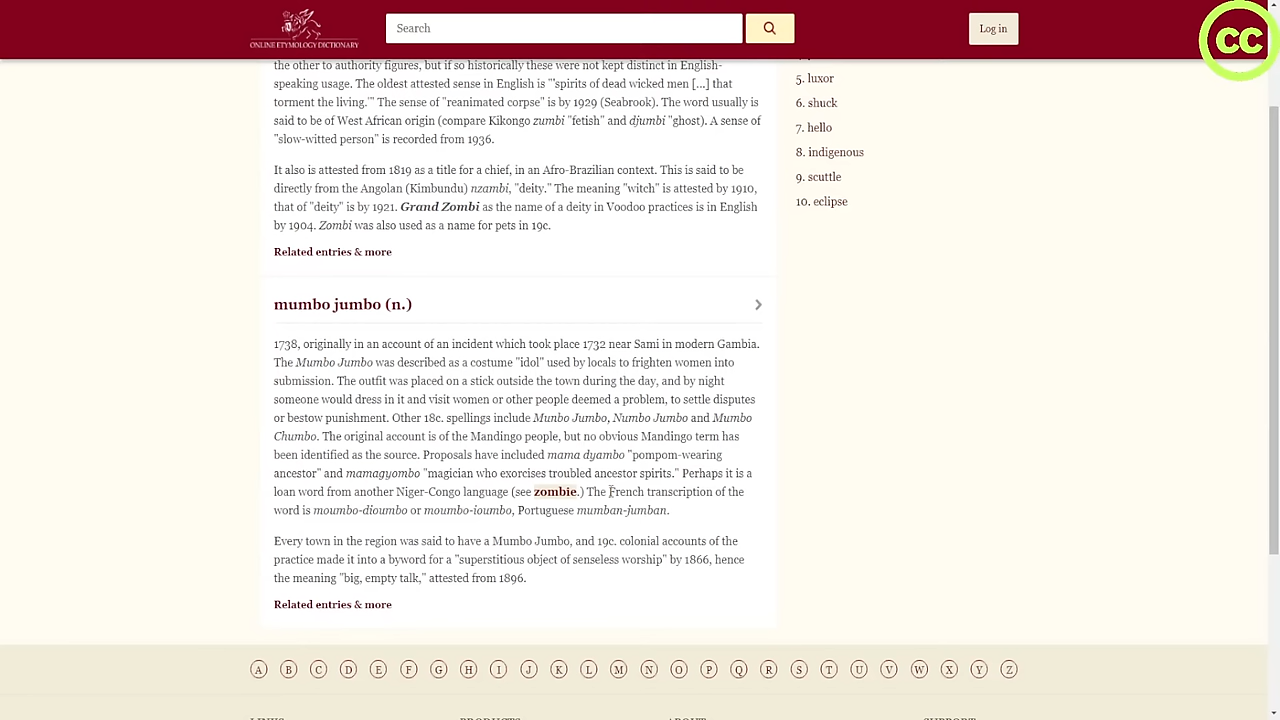 ONLINE ETYMOLOGY DICTIONARY
Search
Log in
CC
the other to authority figures, but if so historically these were not kept distinct in English-
speaking usage. The oldest attested sense in English is "'spirits of dead wicked men [...] that
torment the living.'" The sense of "reanimated corpse" is by 1929 (Seabrook). The word usually is
said to be of West African origin (compare Kikongo zumbi "fetish" and djumbi "ghost). A sense of
"slow-witted person" is recorded from 1936.
It also is attested from 1819 as a title for a chief, in an Afro-Brazilian context. This is said to be
directly from the Angolan (Kimbundu) nzambi, "deity." The meaning "witch" is attested by 1910,
that of "deity" is by 1921. Grand Zombi as the name of a deity in Voodoo practices is in English
by 1904. Zombi was also used as a name for pets in 19c.
Related entries & more
mumbo jumbo (n.)
1738, originally in an account of an incident which took place 1732 near Sami in modern Gambia.
The Mumbo Jumbo was described as a costume "idol" used by locals to frighten women into
submission. The outfit was placed on a stick outside the town during the day, and by night
someone would dress in it and visit women or other people deemed a problem, to settle disputes
or bestow punishment. Other 18c. spellings include Munbo Jumbo, Numbo Jumbo and Mumbo
Chumbo. The original account is of the Mandingo people, but no obvious Mandingo term has
been identified as the source. Proposals have included mama dyambo "pompom-wearing
ancestor" and mamagyombo "magician who exorcises troubled ancestor spirits." Perhaps it is a
loan word from another Niger-Congo language (see zombie.) The French transcription of the
word is moumbo-dioumbo or moumbo-ioumbo, Portuguese mumban-jumban.
Every town in the region was said to have a Mumbo Jumbo, and 19c. colonial accounts of the
practice made it into a byword for a "superstitious object of senseless worship" by 1866, hence
the meaning "big, empty talk," attested from 1896.
Related entries & more
5. luxor
6. shuck
7. hello
8. indigenous
9. scuttle
10. eclipse
A B C D E F G H I J K L M N O P Q R S T U V W X Y Z
LINKS PRODUCTS ABOUT SUPPORT